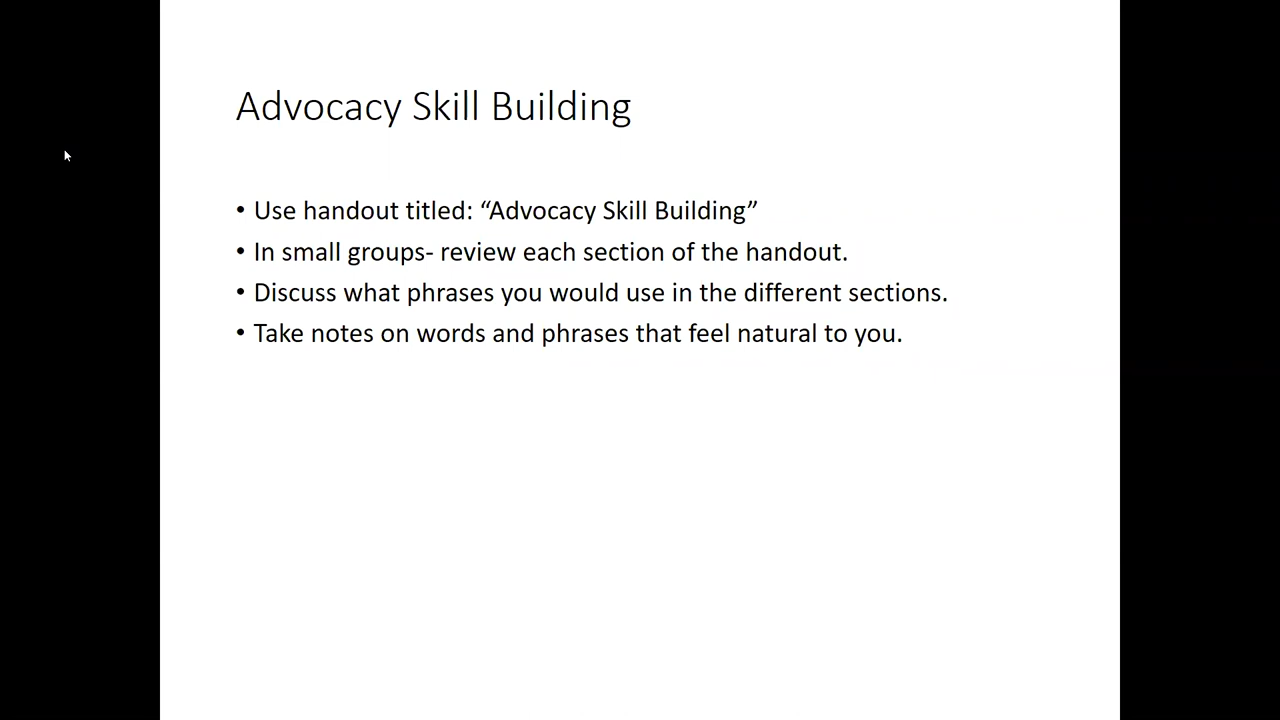 Advocacy Skill Building
• Use handout titled: “Advocacy Skill Building”
• In small groups- review each section of the handout.
• Discuss what phrases you would use in the different sections.
• Take notes on words and phrases that feel natural to you.